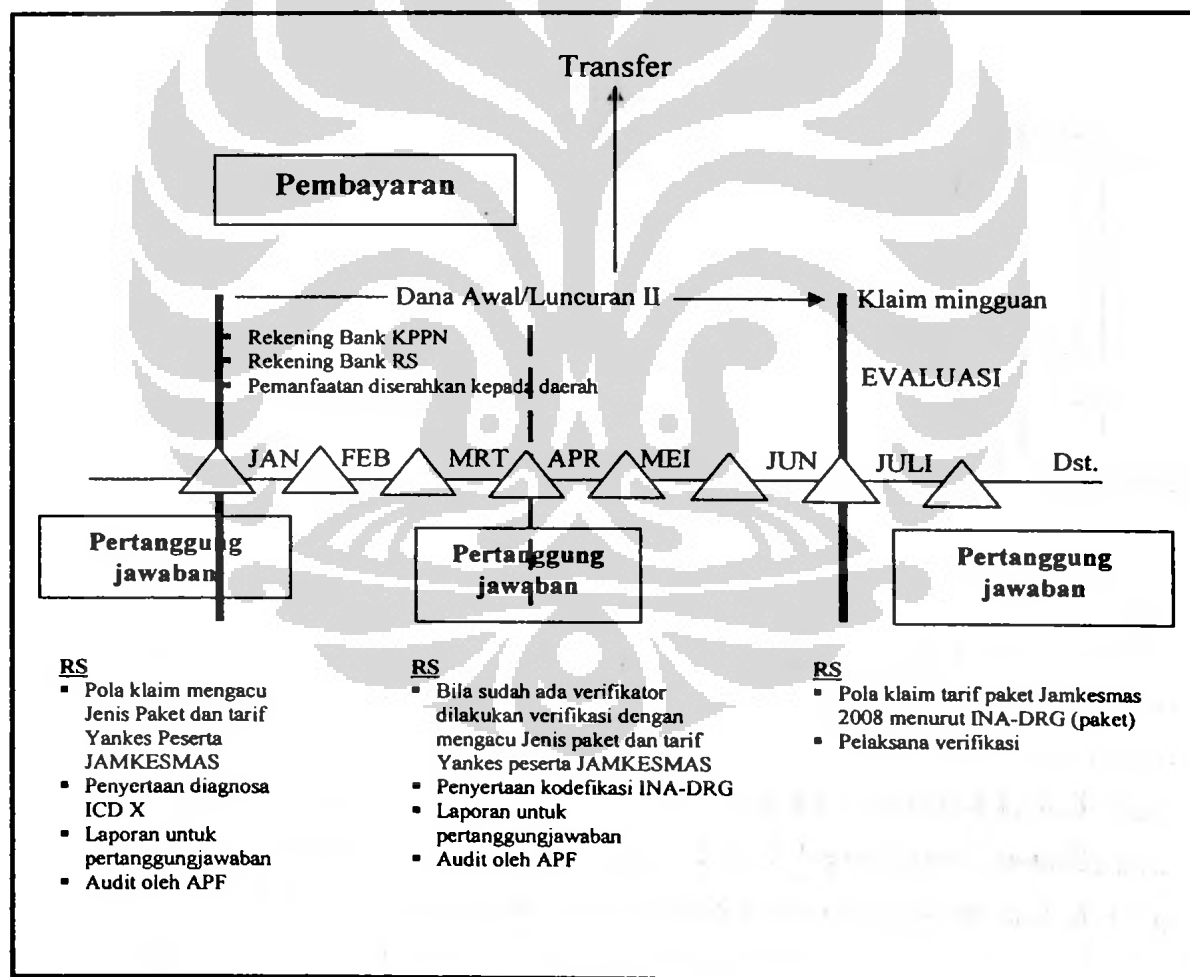 Transfer
Pembayaran
Dana Awal/Luncuran II
Klaim mingguan
Rekening Bank KPPN
Rekening Bank RS
Pemanfaatan diserahkan kepada daerah
EVALUASI
JAN FEB MRT APR MEI JUN JULI Dst.
Pertanggung
jawaban
Pertanggung
jawaban
Pertanggung
jawaban
RS
▪ Pola klaim mengacu
Jenis Paket dan tarif
Yankes Peserta
JAMKESMAS
▪ Penyertaan diagnosa
ICD X
▪ Laporan untuk
pertanggungjawaban
▪ Audit oleh APF
RS
▪ Bila sudah ada verifikator
dilakukan verifikasi dengan
mengacu Jenis paket dan tarif
Yankes peserta JAMKESMAS
▪ Penyertaan kodefikasi INA-DRG
▪ Laporan untuk
pertanggungjawaban
▪ Audit oleh APF
RS
▪ Pola klaim tarif paket Jamkesmas
2008 menurut INA-DRG (paket)
▪ Pelaksana verifikasi